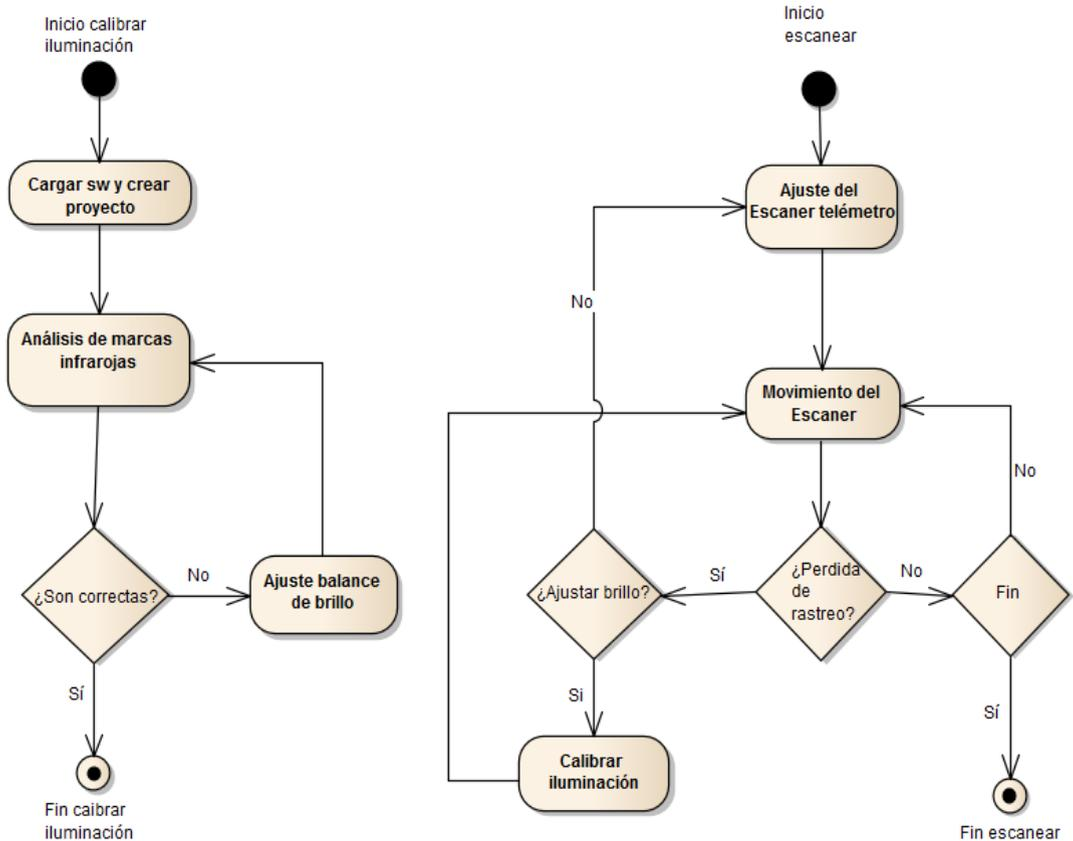 Inicio calibrar
iluminación
Cargar sw y crear
proyecto
Análisis de marcas
infrarojas
¿Son correctas?
No
Ajuste balance
de brillo
Sí
Fin caibrar
iluminación
Inicio
escanear
Ajuste del
Escaner telémetro
No
Movimiento del
Escaner
No
¿Ajustar brillo?
Sí
¿Perdida
de
rastreo?
No
Fin
Si
Sí
Calibrar
iluminación
Fin escanear